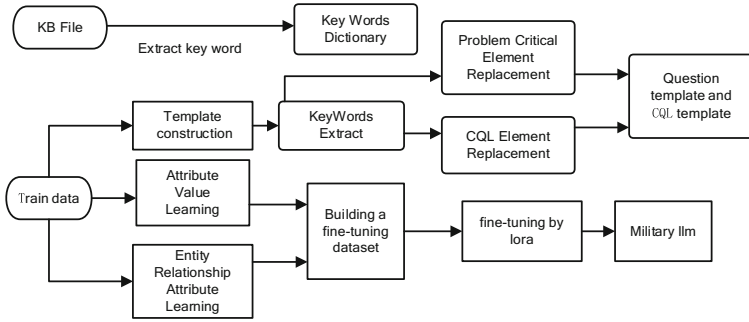 KB File
Extract key word
Key Words
Dictionary
Problem Critical
Element
Replacement
Question
template and
CQL template
Template
construction
KeyWords
Extract
CQL Element
Replacement
Train data
Attribute
Value
Learning
Building a
fine-tuning
dataset
fine-tuning by
lora
Military llm
Entity
Relationship
Attribute
Learning